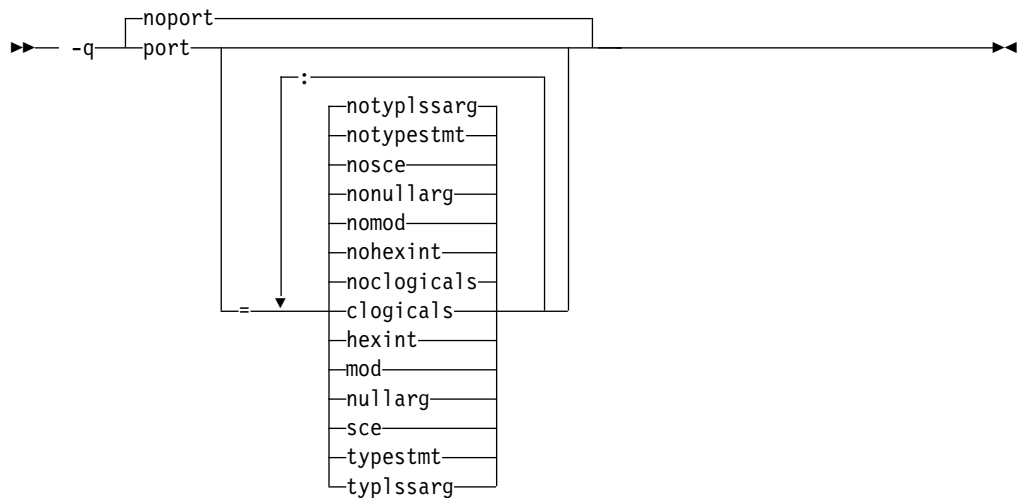 noport
-q port
:
notyplssarg
notypestmt
nosce
nonullarg
nomod
nohexint
noclogicals
= clogicals
hexint
mod
nullarg
sce
typestmt
typlssarg